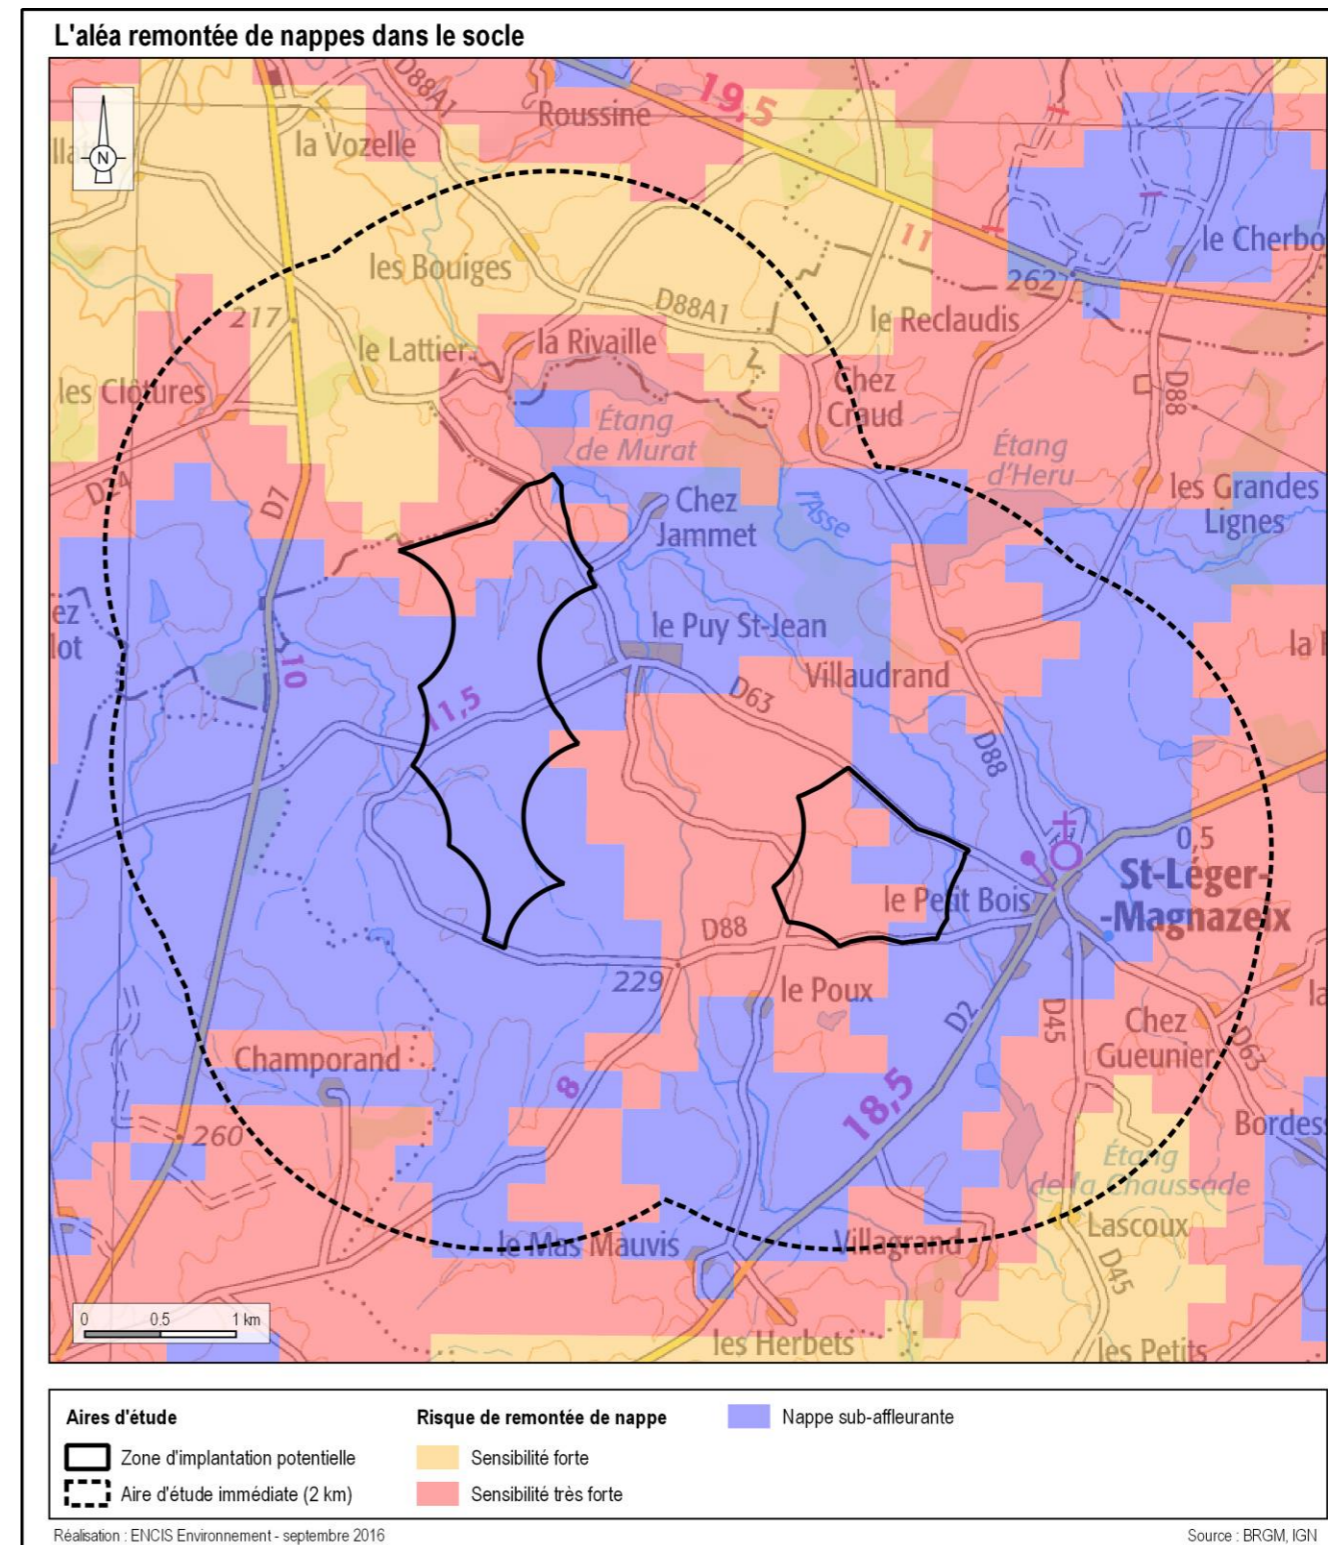 L'aléa remontée de nappes dans le socle
N
D88A1
19,5
Roussine
la Vozelle
11
le Cherbo
les Bouiges
262
D88A1
217
le Reclaudis
le Lattier
la Rivaille
les Clôtures
Chez
Craud
D88
Étang
de Murat
Étang
d'Heru
D24
D7
Chez
Jammet
l'Asse
les Grandes
Lignes
ez
lot
le Puy St-Jean
la
10
11,5
D63
Villaudrand
D88
0,5
St-Léger-
-Magnazeix
le Petit Bois
D88
229
le Poux
D2
D45
Chez
Gueunier
D63
Champorand
8
18,5
260
Bordess
Étang
de la Chaussade
Lascoux
le Mas Mauvis
Villagrand
D45
les Herbets
les Petits
0 0.5 1 km
Aires d'étude
Zone d'implantation potentielle
Aire d'étude immédiate (2 km)
Risque de remontée de nappe
Sensibilité forte
Sensibilité très forte
Nappe sub-affleurante
Réalisation : ENCIS Environnement - septembre 2016
Source : BRGM, IGN